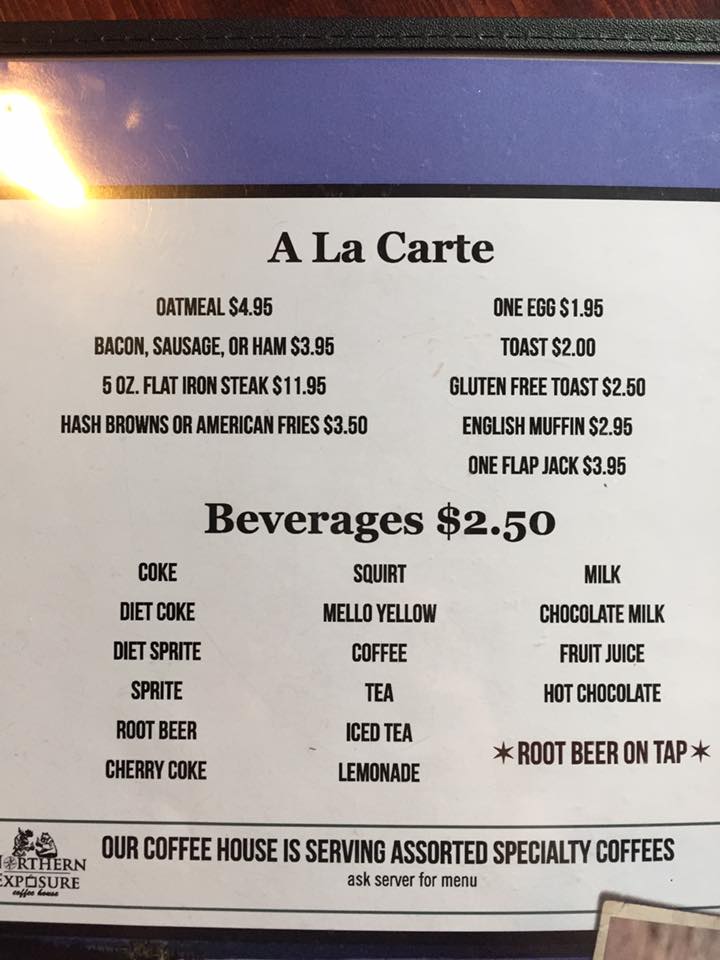 A La Carte
OATMEAL $4.95
BACON, SAUSAGE, OR HAM $3.95
5 OZ. FLAT IRON STEAK $11.95
HASH BROWNS OR AMERICAN FRIES $3.50
ONE EGG $1.95
TOAST $2.00
GLUTEN FREE TOAST $2.50
ENGLISH MUFFIN $2.95
ONE FLAP JACK $3.95
Beverages $2.50
COKE
DIET COKE
DIET SPRITE
SPRITE
ROOT BEER
CHERRY COKE
SQUIRT
MELLO YELLOW
COFFEE
TEA
ICED TEA
LEMONADE
MILK
CHOCOLATE MILK
FRUIT JUICE
HOT CHOCOLATE
✶ROOT BEER ON TAP✶
NORTHERN
EXPOSURE
coffee house
OUR COFFEE HOUSE IS SERVING ASSORTED SPECIALTY COFFEES
ask server for menu